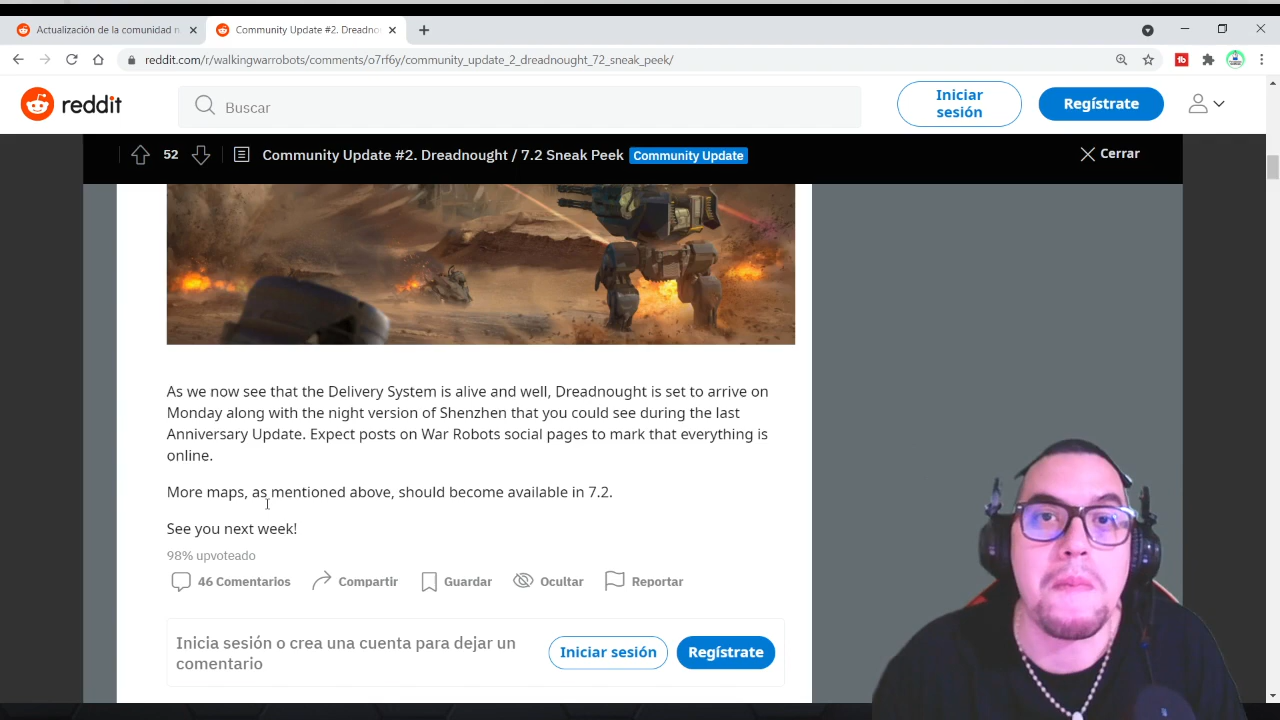 Actualización de la comunidad n
Community Update #2. Dreadno
reddit.com/r/walkingwarrobots/comments/o7rf6y/community_update_2_dreadnought_72_sneak_peek/
reddit
Buscar
Iniciar
sesión
Regístrate
52
Community Update #2. Dreadnought / 7.2 Sneak Peek
Community Update
Cerrar
As we now see that the Delivery System is alive and well, Dreadnought is set to arrive on
Monday along with the night version of Shenzhen that you could see during the last
Anniversary Update. Expect posts on War Robots social pages to mark that everything is
online.
More maps, as mentioned above, should become available in 7.2.
See you next week!
98% upvoteado
46 Comentarios
Compartir
Guardar
Ocultar
Reportar
Inicia sesión o crea una cuenta para dejar un
comentario
Iniciar sesión
Regístrate